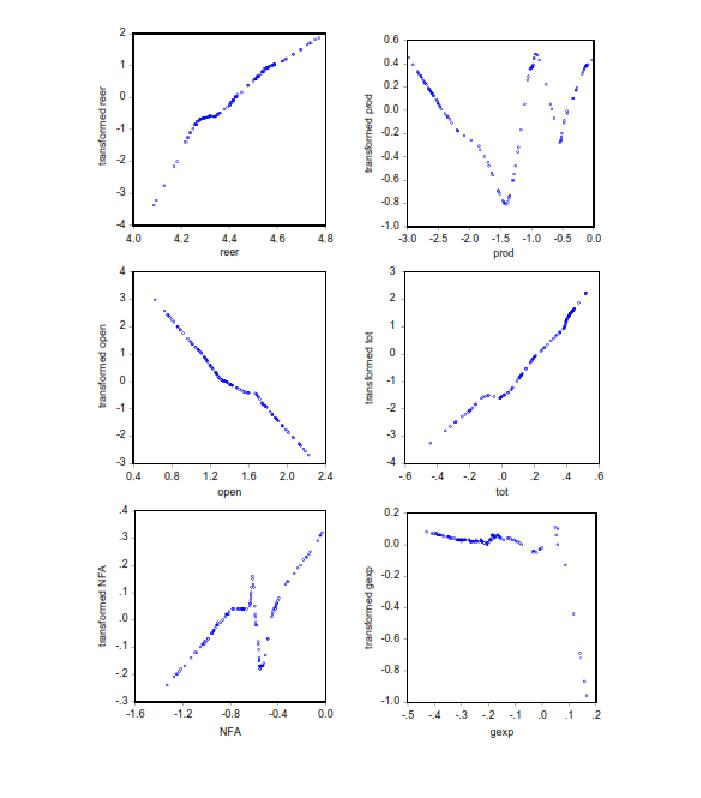 2
1
0
-1
-2
-3
-4
transformed reer
4.0 4.2 4.4 4.6 4.8
reer
0.6
0.4
0.2
0.0
-0.2
-0.4
-0.6
-0.8
-1.0
transformed prod
-3.0 -2.5 -2.0 -1.5 -1.0 -0.5 0.0
prod
4
3
2
1
0
-1
-2
-3
transformed open
0.4 0.8 1.2 1.6 2.0 2.4
open
3
2
1
0
-1
-2
-3
-4
transformed tot
-.6 -.4 -.2 .0 .2 .4 .6
tot
.4
.3
.2
.1
.0
-.1
-.2
-.3
transformed NFA
-1.6 -1.2 -0.8 -0.4 0.0
NFA
0.2
0.0
-0.2
-0.4
-0.6
-0.8
-1.0
transformed gexp
-.5 -.4 -.3 -.2 -.1 .0 .1 .2
gexp